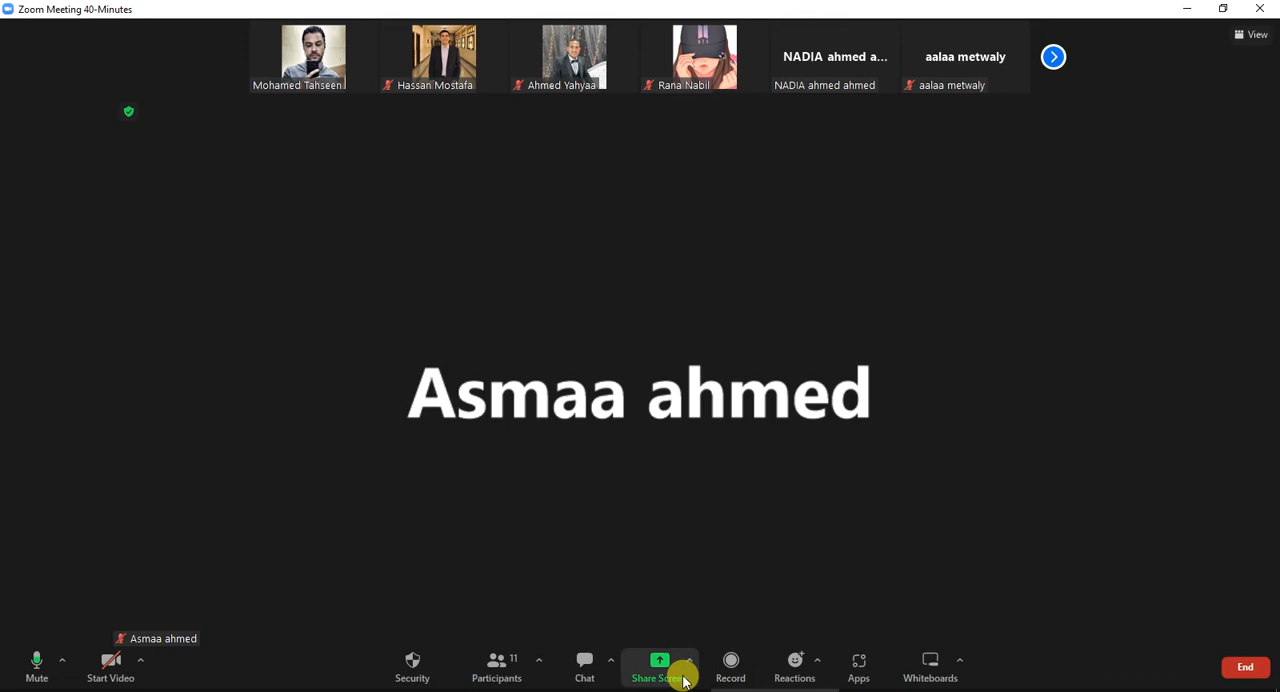 Zoom Meeting 40-Minutes
View
NADIA ahmed a...
aalaa metwaly
Mohamed Tahseen
Hassan Mostafa
Ahmed Yahyaa
Rana Nabil
NADIA ahmed ahmed
aalaa metwaly
Asmaa ahmed
Asmaa ahmed
11
Mute
Start Video
Security
Participants
Chat
Share Screen
Record
Reactions
Apps
Whiteboards
End